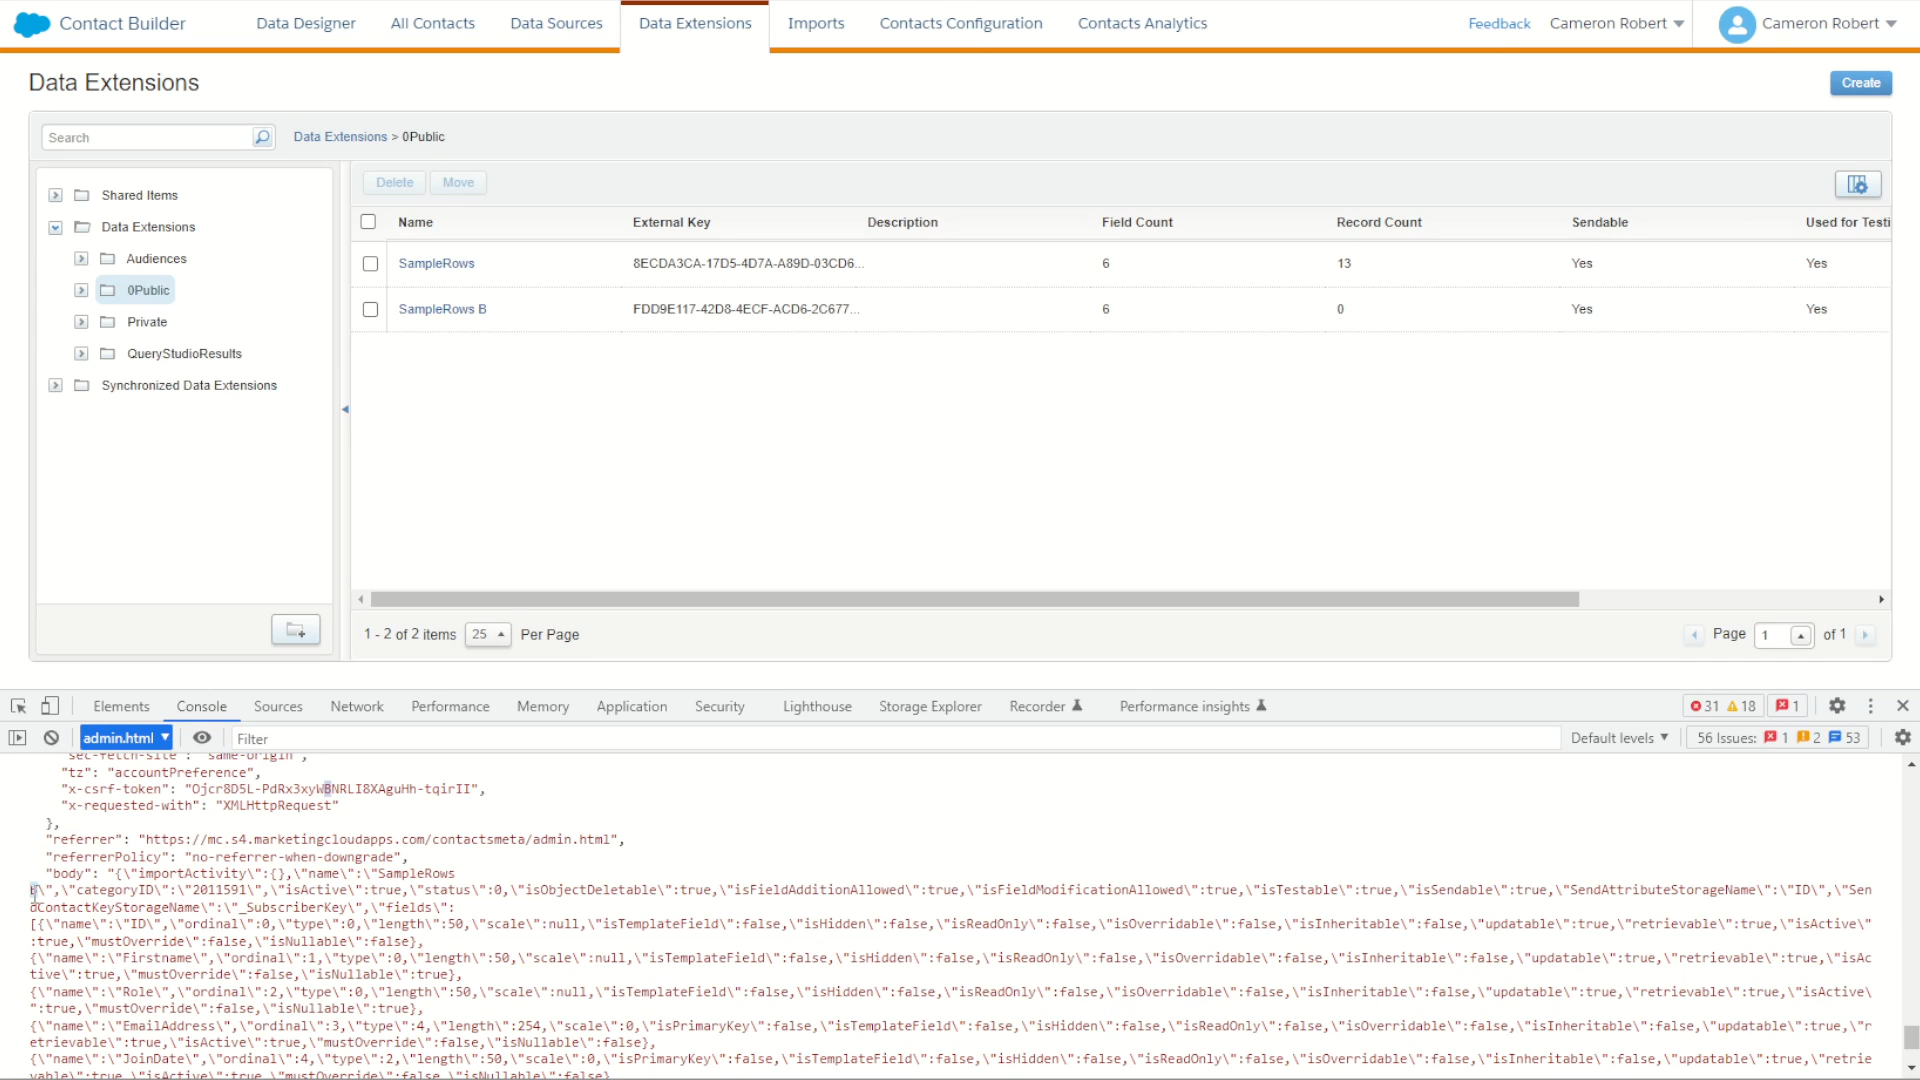 Contact Builder Data Designer All Contacts Data Sources Data Extensions Imports Contacts Configuration Contacts Analytics Feedback Cameron Robert Cameron Robert
Data Extensions Create
Search Data Extensions > 0Public
Delete Move
Shared Items
Data Extensions
Audiences
0Public
Private
QueryStudioResults
Synchronized Data Extensions
Name External Key Description Field Count Record Count Sendable Used for Testi
SampleRows 8ECDA3CA-17D5-4D7A-A89D-03CD6... 6 13 Yes Yes
SampleRows B FDD9E117-42D8-4ECF-ACD6-2C677... 6 0 Yes Yes
1 - 2 of 2 items 25 Per Page Page 1 of 1
Elements Console Sources Network Performance Memory Application Security Lighthouse Storage Explorer Recorder Performance insights 31 18 1
admin.html Filter Default levels 56 Issues: 1 2 53
"sec-fetch-site": "same-origin",
"tz": "accountPreference",
"x-csrf-token": "Ojcr8D5L-PdRx3xyWBNRLI8XAguHh-tqirII",
"x-requested-with": "XMLHttpRequest"
},
"referrer": "https://mc.s4.marketingcloudapps.com/contactsmeta/admin.html",
"referrerPolicy": "no-referrer-when-downgrade",
"body": "{\"importActivity\":{},\"name\":\"SampleRows
\",\"categoryID\":\"2011591\",\"isActive\":true,\"status\":0,\"isObjectDeletable\":true,\"isFieldAdditionAllowed\":true,\"isFieldModificationAllowed\":true,\"isTestable\":true,\"isSendable\":true,\"SendAttributeStorageName\":\"ID\",\"Sen
dContactKeyStorageName\":\"_SubscriberKey\",\"fields\":
[{\"name\":\"ID\",\"ordinal\":0,\"type\":0,\"length\":50,\"scale\":null,\"isTemplateField\":false,\"isHidden\":false,\"isReadOnly\":false,\"isOverridable\":false,\"isInheritable\":false,\"updatable\":true,\"retrievable\":true,\"isActive\"
:true,\"mustOverride\":false,\"isNullable\":false},
{\"name\":\"Firstname\",\"ordinal\":1,\"type\":0,\"length\":50,\"scale\":null,\"isTemplateField\":false,\"isHidden\":false,\"isReadOnly\":false,\"isOverridable\":false,\"isInheritable\":false,\"updatable\":true,\"retrievable\":true,\"isAc
tive\":true,\"mustOverride\":false,\"isNullable\":true},
{\"name\":\"Role\",\"ordinal\":2,\"type\":0,\"length\":50,\"scale\":null,\"isTemplateField\":false,\"isHidden\":false,\"isReadOnly\":false,\"isOverridable\":false,\"isInheritable\":false,\"updatable\":true,\"retrievable\":true,\"isActive\
":true,\"mustOverride\":false,\"isNullable\":true},
{\"name\":\"EmailAddress\",\"ordinal\":3,\"type\":4,\"length\":254,\"scale\":0,\"isPrimaryKey\":false,\"isTemplateField\":false,\"isHidden\":false,\"isReadOnly\":false,\"isOverridable\":false,\"isInheritable\":false,\"updatable\":true,\"r
etrievable\":true,\"isActive\":true,\"mustOverride\":false,\"isNullable\":false},
{\"name\":\"JoinDate\",\"ordinal\":4,\"type\":2,\"length\":50,\"scale\":0,\"isPrimaryKey\":false,\"isTemplateField\":false,\"isHidden\":false,\"isReadOnly\":false,\"isOverridable\":false,\"isInheritable\":false,\"updatable\":true,\"retrie
vable\":true,\"isActive\":true,\"mustOverride\":false,\"isNullable\":false}